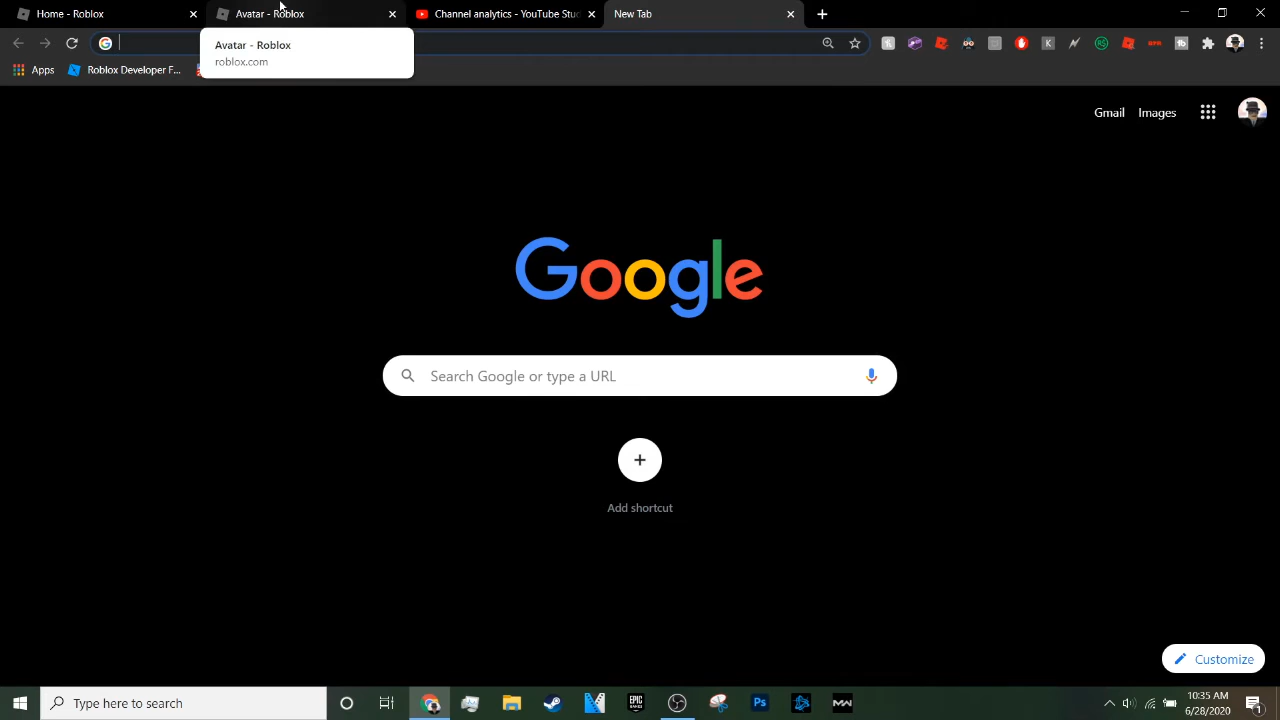 Home - Roblox
Avatar - Roblox
Channel analytics - YouTube Stu
New Tab
Avatar - Roblox
roblox.com
Apps
Roblox Developer F...
Gmail
Images
Google
Search Google or type a URL
Add shortcut
Customize
Type here to search
Ps
10:35 AM
6/28/2020